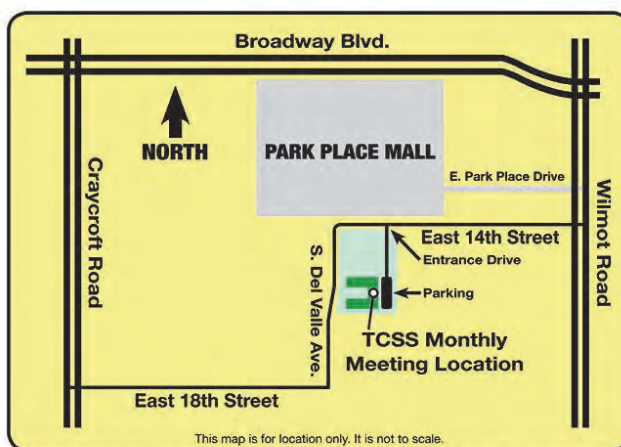 Broadway Blvd.
NORTH
PARK PLACE MALL
Craycroft Road
E. Park Place Drive
Wilmot Road
East 14th Street
Entrance Drive
S. Del Valle Ave.
Parking
TCSS Monthly
Meeting Location
East 18th Street
This map is for location only. It is not to scale.